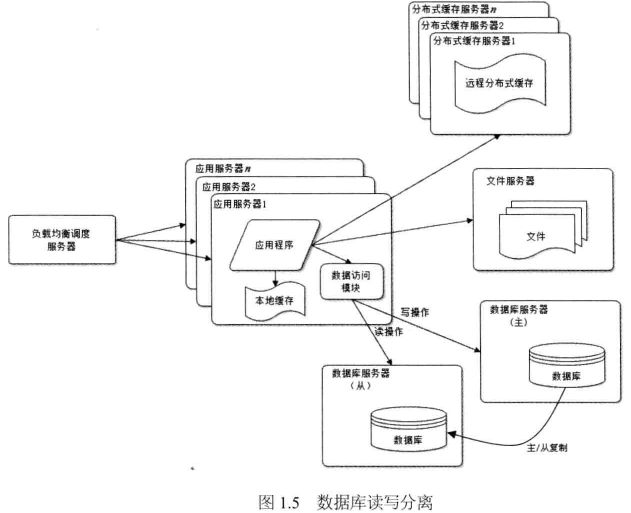 分布式缓存服务器n
分布式缓存服务器2
分布式缓存服务器1
远程分布式缓存
应用服务器n
应用服务器2
应用服务器1
文件服务器
负载均衡调度
服务器
应用程序
文件
数据访问
模块
本地缓存
写操作
读操作
数据库服务器
（主）
数据库
数据库服务器
（从）
数据库
主/从复制
图 1.5 数据库读写分离